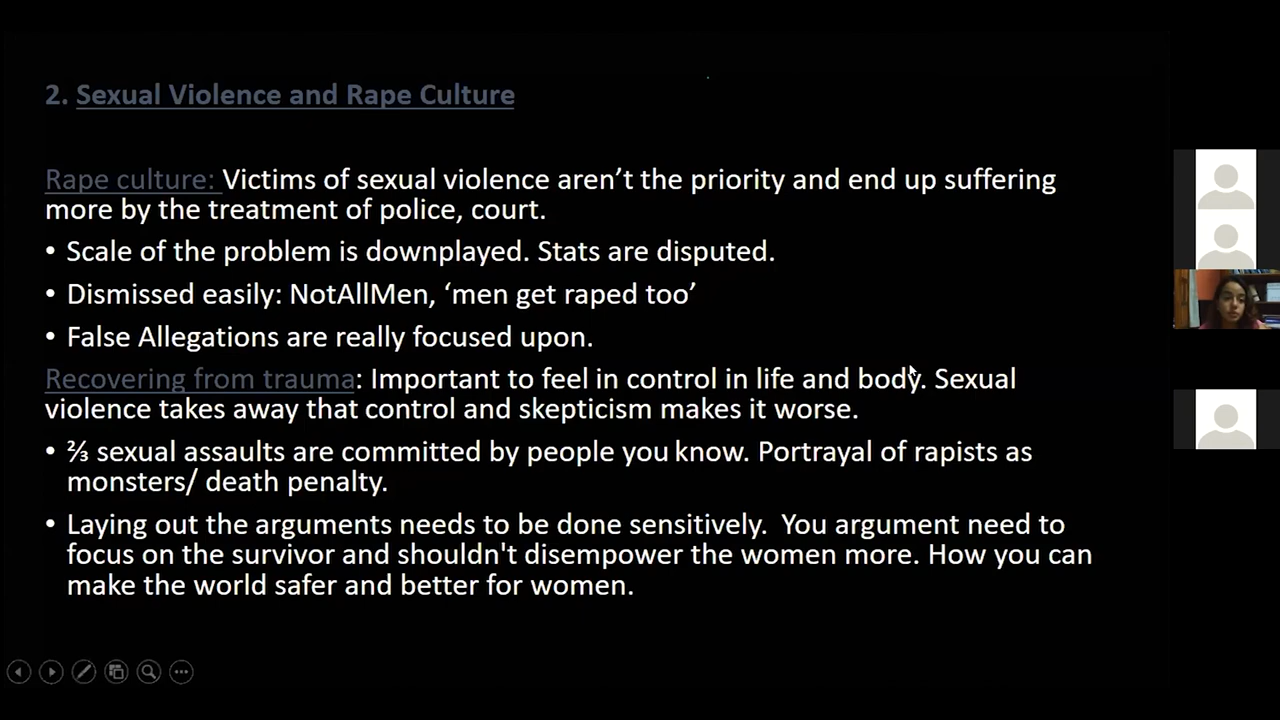 2. Sexual Violence and Rape Culture
Rape culture: Victims of sexual violence aren’t the priority and end up suffering
more by the treatment of police, court.
• Scale of the problem is downplayed. Stats are disputed.
• Dismissed easily: NotAllMen, ‘men get raped too’
• False Allegations are really focused upon.
Recovering from trauma: Important to feel in control in life and body. Sexual
violence takes away that control and skepticism makes it worse.
• ⅔ sexual assaults are committed by people you know. Portrayal of rapists as
monsters/ death penalty.
• Laying out the arguments needs to be done sensitively. You argument need to
focus on the survivor and shouldn't disempower the women more. How you can
make the world safer and better for women.